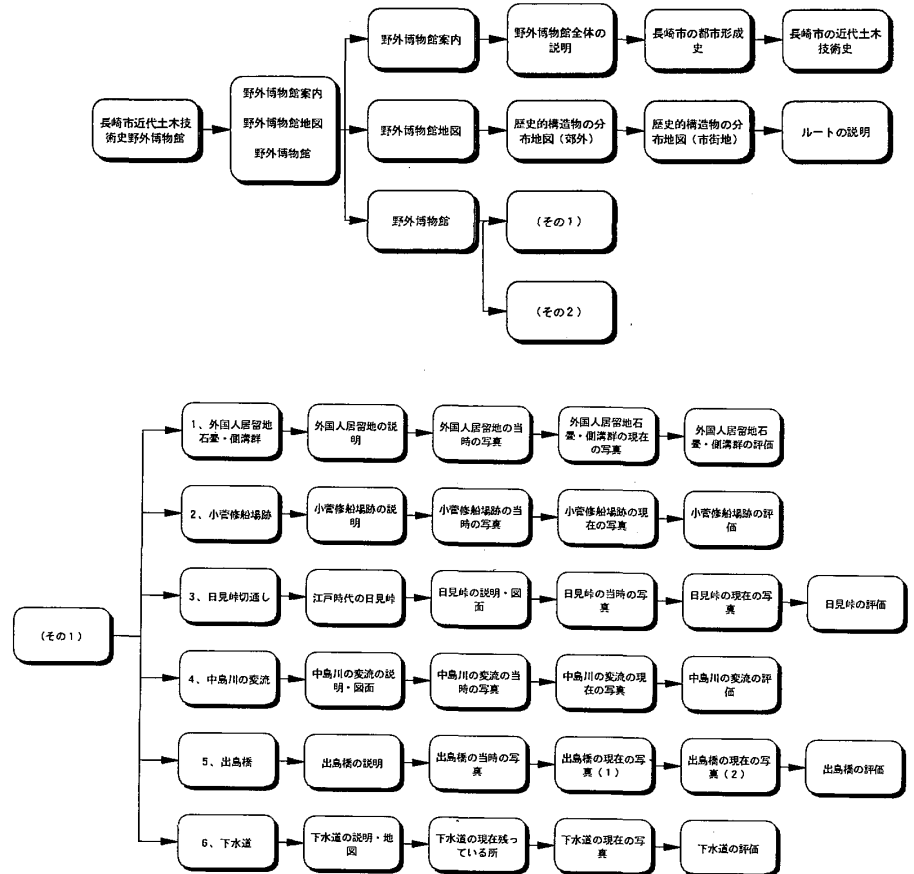 野外博物館案内
野外博物館全体の
説明
長崎市の都市形成
史
長崎市の近代土木
技術史
長崎市近代土木技
術史野外博物館
野外博物館案内
野外博物館地図
野外博物館
野外博物館地図
歴史的構造物の分
布地図(郊外)
歴史的構造物の分
布地図(市街地)
ルートの説明
野外博物館
(その1)
(その2)
(その1)
1、外国人居留地
石畳・側溝群
外国人居留地の説
明
外国人居留地の当
時の写真
外国人居留地石
畳・側溝群の現在
の写真
外国人居留地石
畳・側溝群の評価
2、小菅修船場跡
小菅修船場跡の説
明
小菅修船場跡の当
時の写真
小菅修船場跡の現
在の写真
小菅修船場跡の評
価
3、日見峠切通し
江戸時代の日見峠
日見峠の説明・図
面
日見峠の当時の写
真
日見峠の現在の写
真
日見峠の評価
4、中島川の変流
中島川の変流の説
明・図面
中島川の変流の当
時の写真
中島川の変流の現
在の写真
中島川の変流の評
価
5、出島橋
出島橋の説明
出島橋の当時の写
真
出島橋の現在の写
真(1)
出島橋の現在の写
真(2)
出島橋の評価
6、下水道
下水道の説明・地
図
下水道の現在残っ
ている所
下水道の現在の写
真
下水道の評価